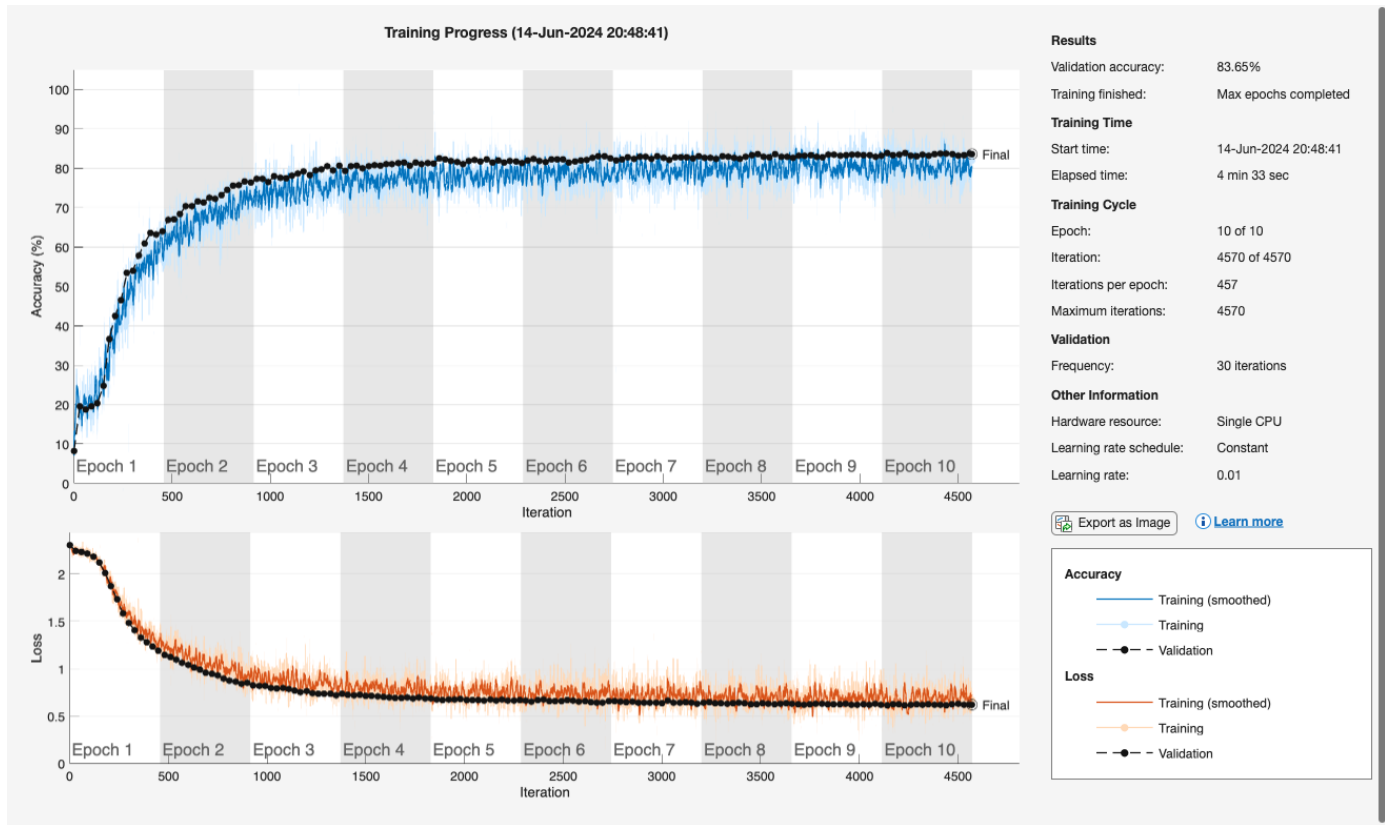 Training Progress (14-Jun-2024 20:48:41)
100
90
80
70
60
50
40
30
20
10
0
Accuracy (%)
Final
Epoch 1 Epoch 2 Epoch 3 Epoch 4 Epoch 5 Epoch 6 Epoch 7 Epoch 8 Epoch 9 Epoch 10
0 500 1000 1500 2000 2500 3000 3500 4000 4500
Iteration
2
1.5
1
0.5
0
Loss
Final
Epoch 1 Epoch 2 Epoch 3 Epoch 4 Epoch 5 Epoch 6 Epoch 7 Epoch 8 Epoch 9 Epoch 10
0 500 1000 1500 2000 2500 3000 3500 4000 4500
Iteration
Results
Validation accuracy: 83.65%
Training finished: Max epochs completed
Training Time
Start time: 14-Jun-2024 20:48:41
Elapsed time: 4 min 33 sec
Training Cycle
Epoch: 10 of 10
Iteration: 4570 of 4570
Iterations per epoch: 457
Maximum iterations: 4570
Validation
Frequency: 30 iterations
Other Information
Hardware resource: Single CPU
Learning rate schedule: Constant
Learning rate: 0.01
Export as Image Learn more
Accuracy
Training (smoothed)
Training
Validation
Loss
Training (smoothed)
Training
Validation